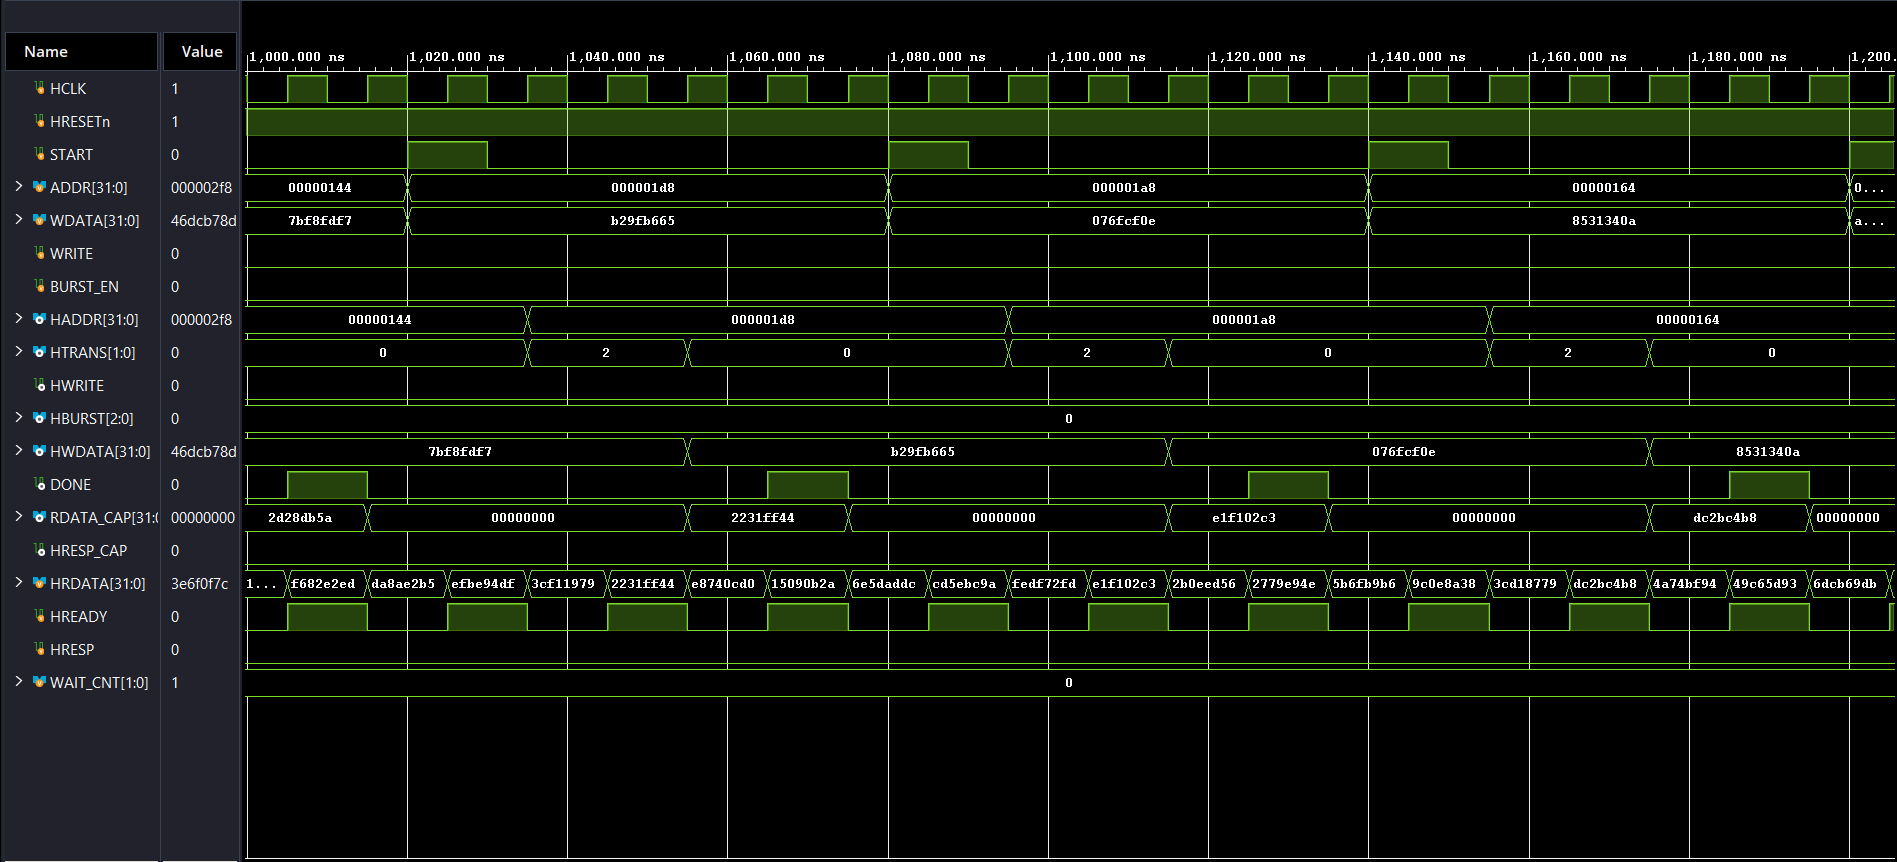 Name Value
1,000.000 ns 1,020.000 ns 1,040.000 ns 1,060.000 ns 1,080.000 ns 1,100.000 ns 1,120.000 ns 1,140.000 ns 1,160.000 ns 1,180.000 ns 1,200.
HCLK 1
HRESETn 1
START 0
ADDR[31:0] 000002f8 00000144 000001d8 000001a8 00000164 0...
WDATA[31:0] 46dcb78d 7bf8fdf7 b29fb665 076fcf0e 8531340a a...
WRITE 0
BURST_EN 0
HADDR[31:0] 000002f8 00000144 000001d8 000001a8 00000164
HTRANS[1:0] 0 0 2 0 2 0 2 0
HWRITE 0
HBURST[2:0] 0 0
HWDATA[31:0] 46dcb78d 7bf8fdf7 b29fb665 076fcf0e 8531340a
DONE 0
RDATA_CAP[31:0 00000000 2d28db5a 00000000 2231ff44 00000000 e1f102c3 00000000 dc2bc4b8 00000000
HRESP_CAP 0
HRDATA[31:0] 3e6f0f7c 1... f682e2ed da8ae2b5 efbe94df 3cf11979 2231ff44 e8740cd0 15090b2a 6e5daddc cd5ebc9a fedf72fd e1f102c3 2b0eed56 2779e94e 5b6fb9b6 9c0e8a38 3cd18779 dc2bc4b8 4a74bf94 49c65d93 6dcb69db
HREADY 0
HRESP 0
WAIT_CNT[1:0] 1 0